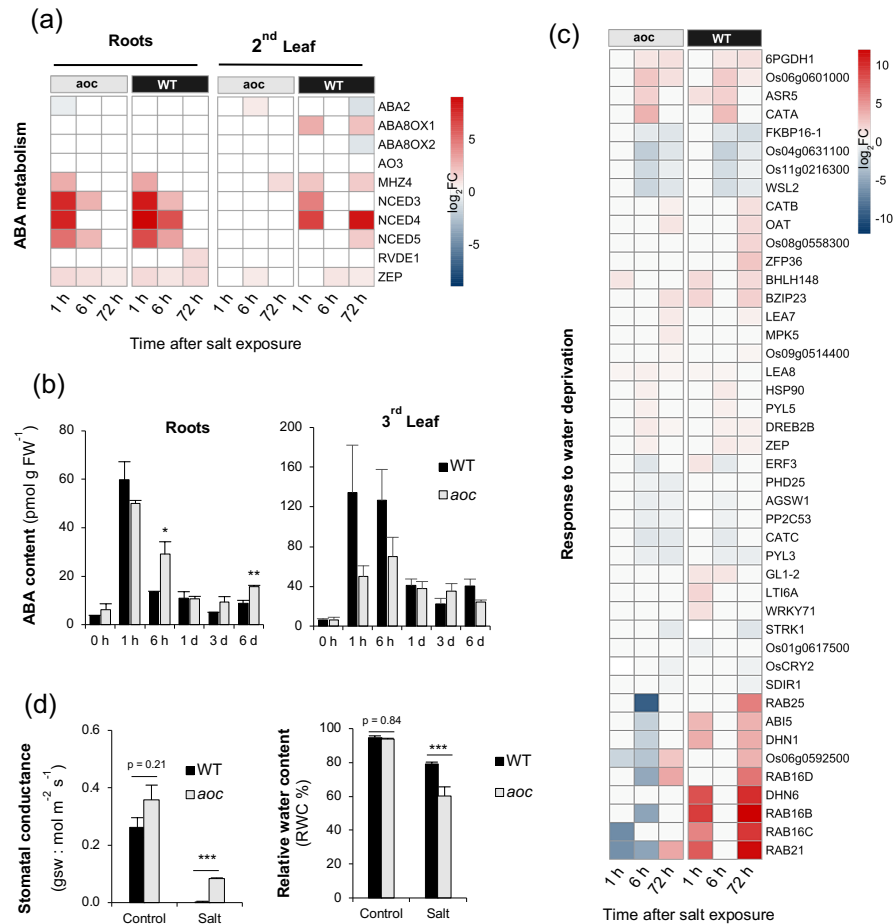 (a)
Roots
2nd Leaf
aoc
WT
aoc
WT
ABA metabolism
ABA2
ABA8OX1
ABA8OX2
AO3
MHZ4
NCED3
NCED4
NCED5
RVDE1
ZEP
1 h
6 h
72 h
1 h
6 h
72 h
1 h
6 h
72 h
1 h
6 h
72 h
Time after salt exposure
log2FC
5
0
-5
(b)
Roots
3rd Leaf
ABA content (pmol g FW-1)
80
60
40
20
0
*
**
0 h
1 h
6 h
1 d
3 d
6 d
200
160
120
80
40
0
WT
aoc
0 h
1 h
6 h
1 d
3 d
6 d
(c)
aoc
WT
Response to water deprivation
6PGDH1
Os06g0601000
ASR5
CATA
FKBP16-1
Os04g0631100
Os11g0216300
WSL2
CATB
OAT
Os08g0558300
ZFP36
BHLH148
BZIP23
LEA7
MPK5
Os09g0514400
LEA8
HSP90
PYL5
DREB2B
ZEP
ERF3
PHD25
AGSW1
PP2C53
CATC
PYL3
GL1-2
LTI6A
WRKY71
STRK1
Os01g0617500
OsCRY2
SDIR1
RAB25
ABI5
DHN1
Os06g0592500
RAB16D
DHN6
RAB16B
RAB16C
RAB21
1 h
6 h
72 h
1 h
6 h
72 h
Time after salt exposure
log2FC
10
5
0
-5
-10
(d)
Stomatal conductance
(gsw : mol m-2 s-1)
0.6
0.4
0.2
0.0
p = 0.21
***
WT
aoc
Control
Salt
Relative water content
(RWC %)
100
80
60
40
20
0
p = 0.84
***
WT
aoc
Control
Salt